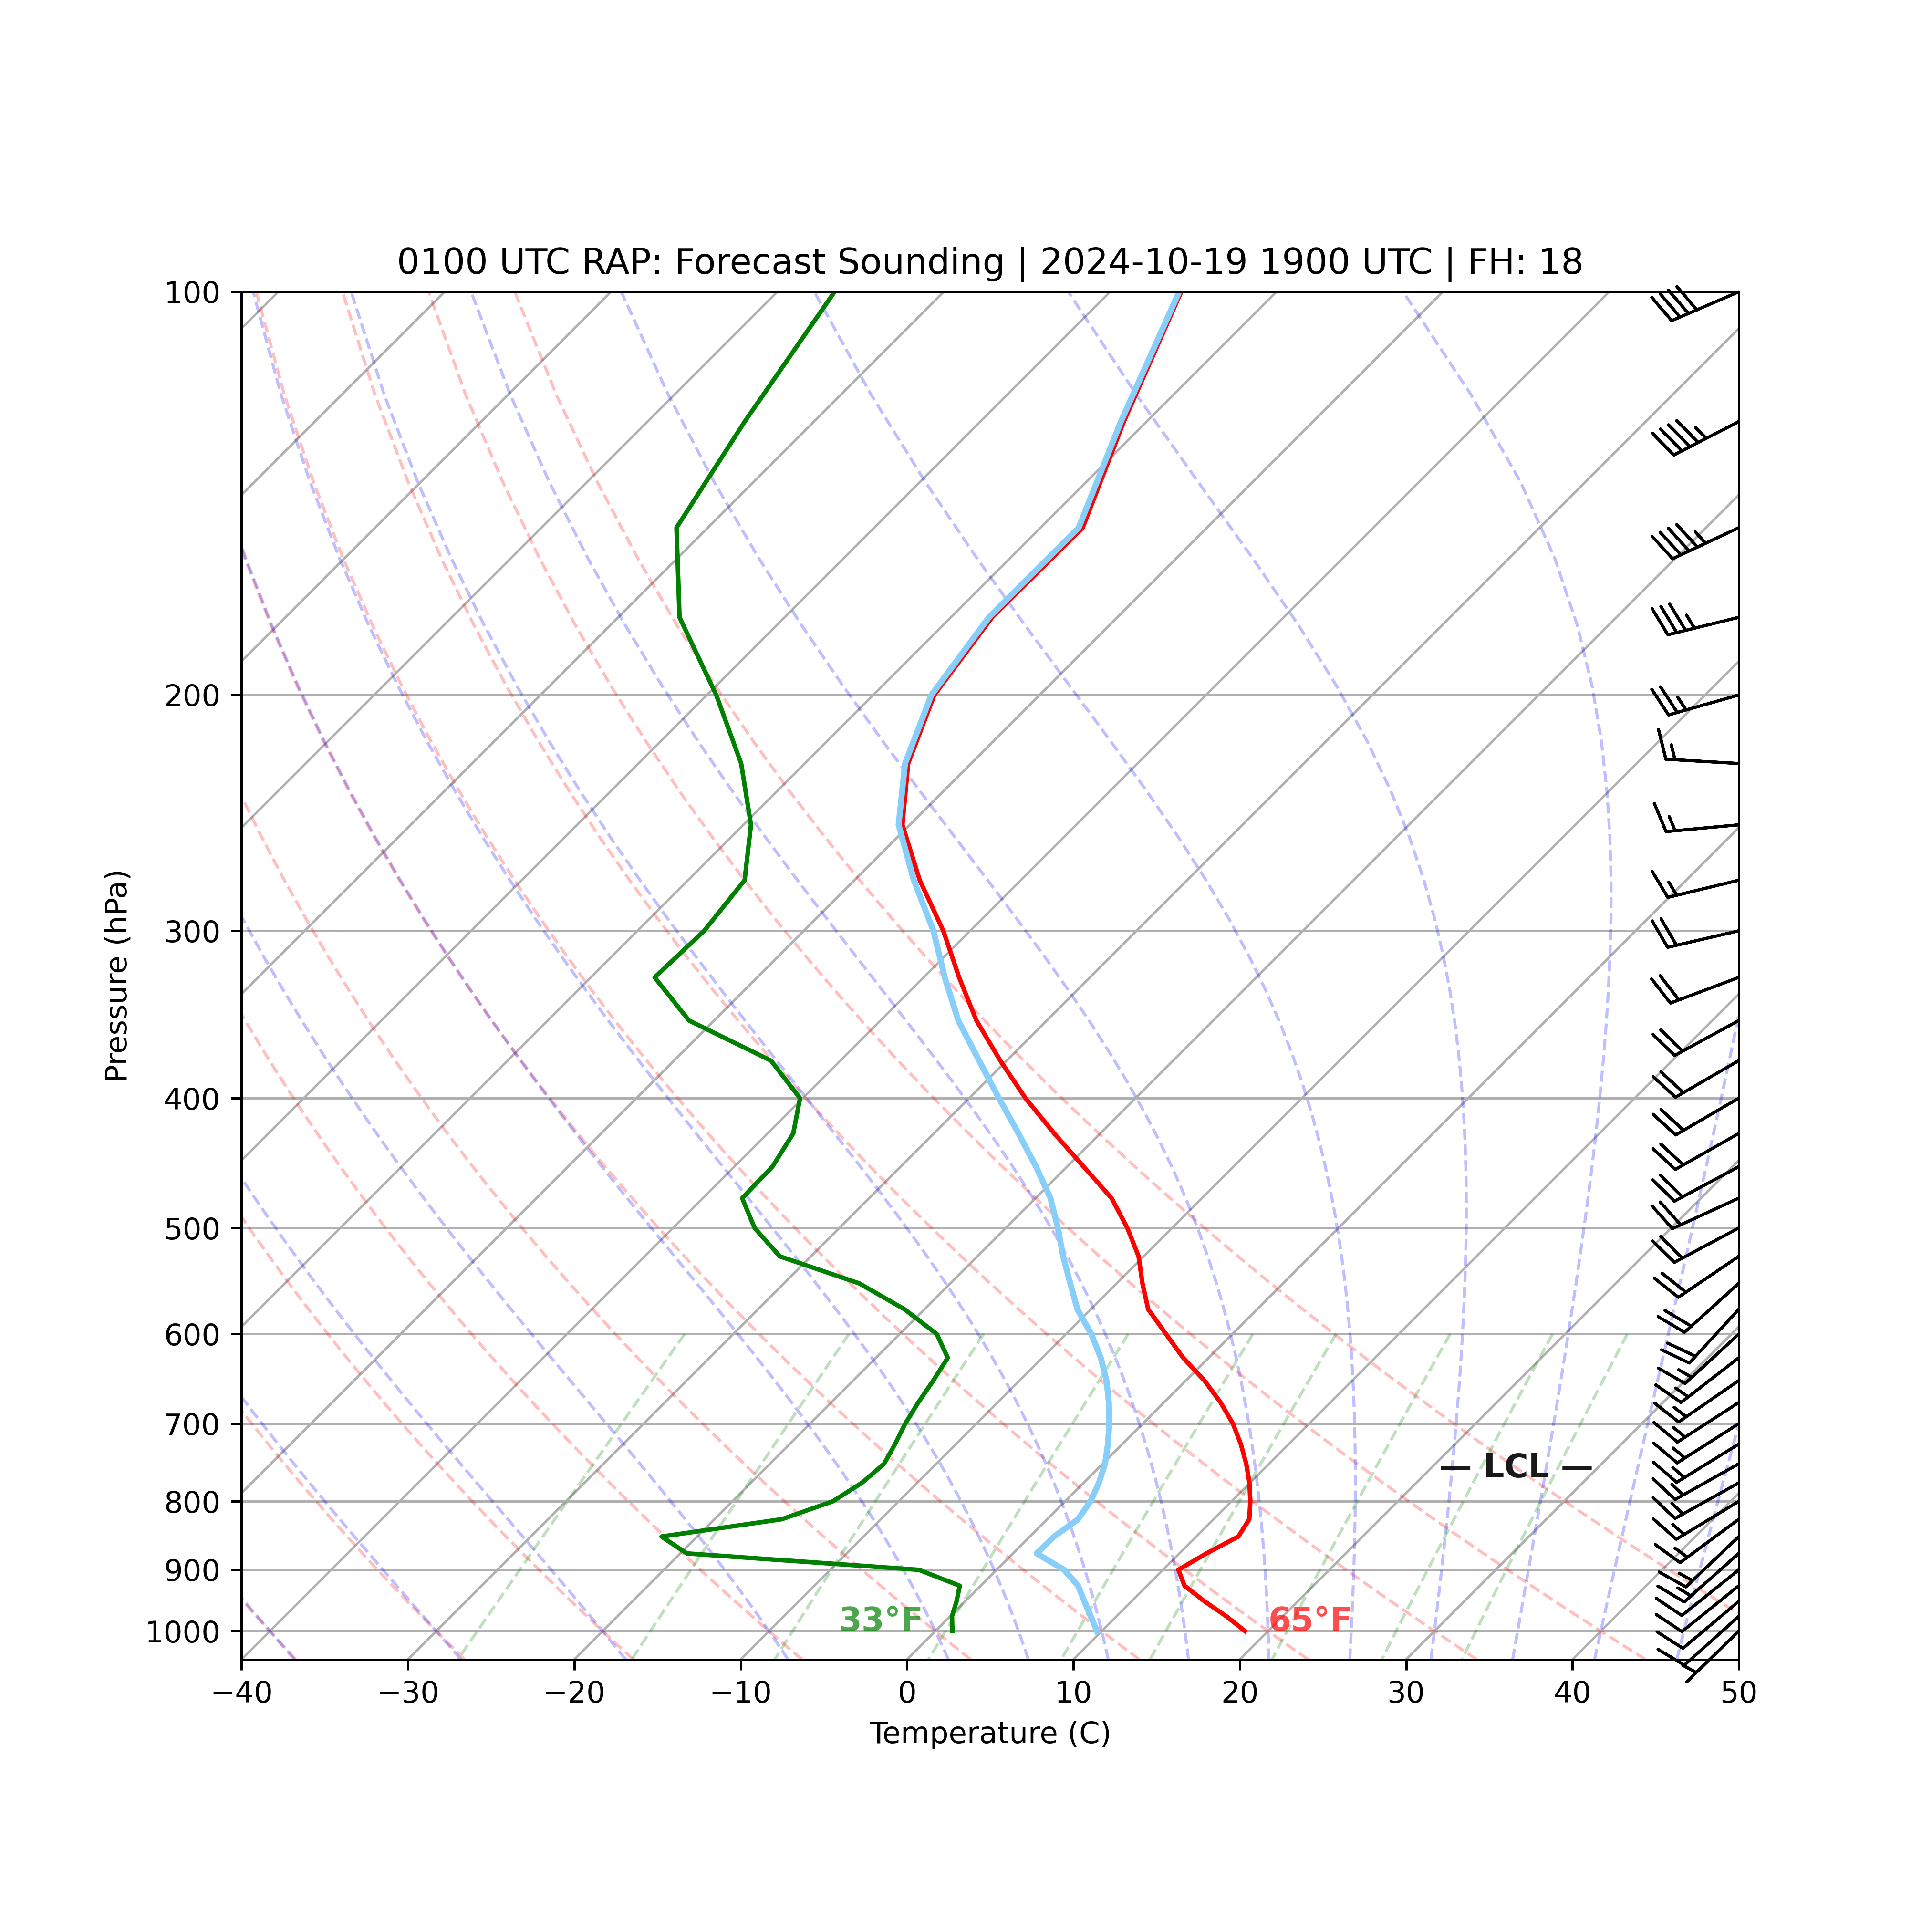 0100 UTC RAP: Forecast Sounding | 2024-10-19 1900 UTC | FH: 18
100
200
300
400
500
600
700
800
900
1000
Pressure (hPa)
— LCL —
33°F
65°F
−40 −30 −20 −10 0 10 20 30 40 50
Temperature (C)